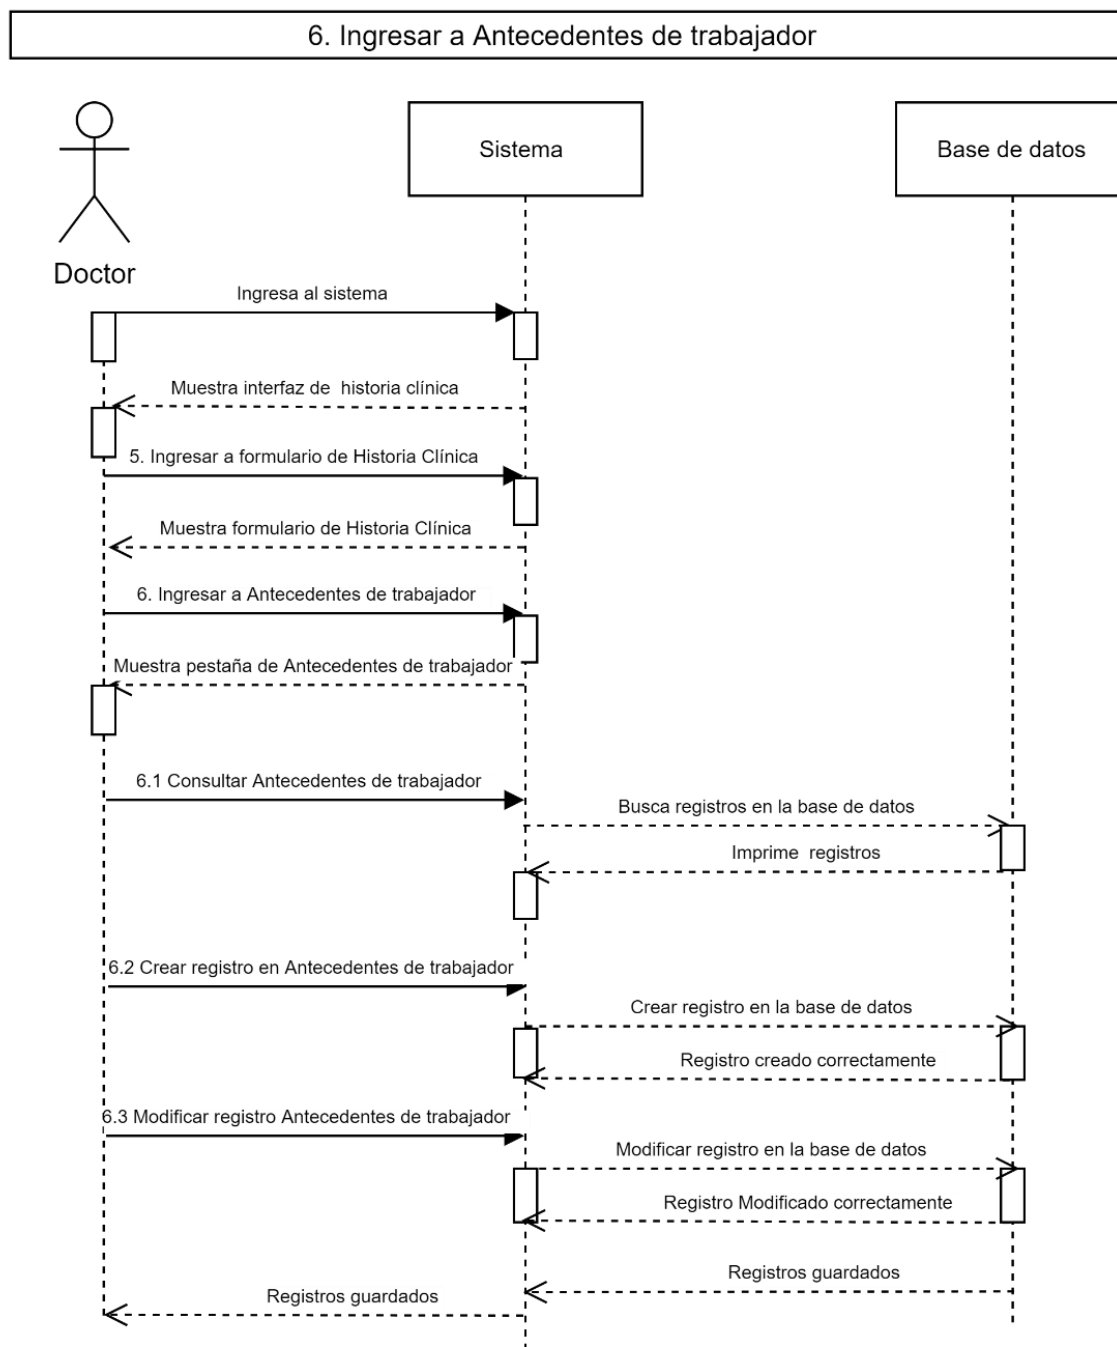 6. Ingresar a Antecedentes de trabajador
Sistema
Base de datos
Doctor
Ingresa al sistema
Muestra interfaz de historia clínica
5. Ingresar a formulario de Historia Clínica
Muestra formulario de Historia Clínica
6. Ingresar a Antecedentes de trabajador
Muestra pestaña de Antecedentes de trabajador
6.1 Consultar Antecedentes de trabajador
Busca registros en la base de datos
Imprime registros
6.2 Crear registro en Antecedentes de trabajador
Crear registro en la base de datos
Registro creado correctamente
6.3 Modificar registro Antecedentes de trabajador
Modificar registro en la base de datos
Registro Modificado correctamente
Registros guardados
Registros guardados